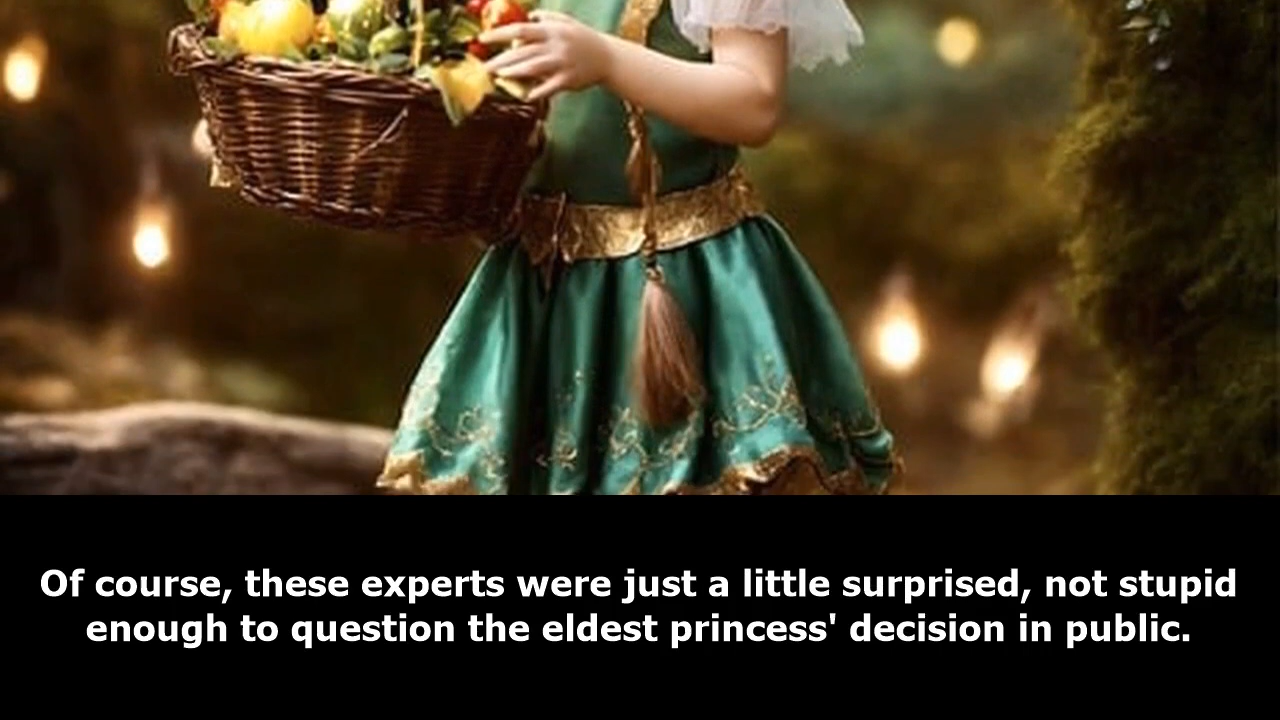 Of course, these experts were just a little surprised, not stupid
enough to question the eldest princess' decision in public.